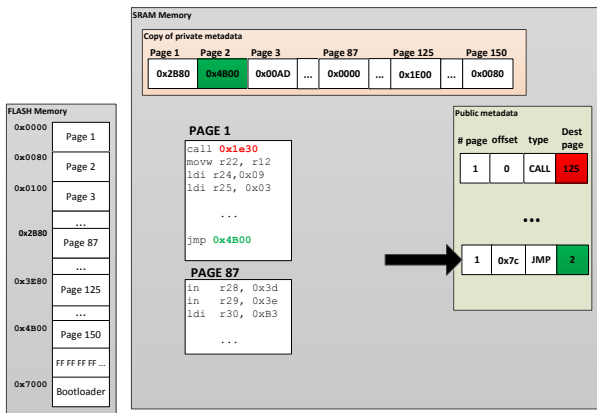 SRAM Memory
Copy of private metadata
Page 1 Page 2 Page 3 Page 87 Page 125 Page 150
0x2B80 0x4B00 0x00AD ... 0x0000 ... 0x1E00 ... 0x0080
FLASH Memory
0x0000 Page 1
0x0080 Page 2
0x0100 Page 3
...
0x2B80 Page 87
...
0x3E80 Page 125
...
0x4B00 Page 150
FF FF FF FF ...
0x7000 Bootloader
PAGE 1
call 0x1e30
movw r22, r12
ldi r24,0x09
ldi r25, 0x03
...
jmp 0x4B00
PAGE 87
in r28, 0x3d
in r29, 0x3e
ldi r30, 0xB3
...
Public metadata
# page offset type Dest page
1 0 CALL 125
...
1 0x7c JMP 2